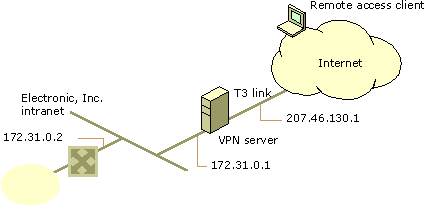 Remote access client
Internet
T3 link
Electronic, Inc.
intranet
207.46.130.1
172.31.0.2
VPN server
172.31.0.1